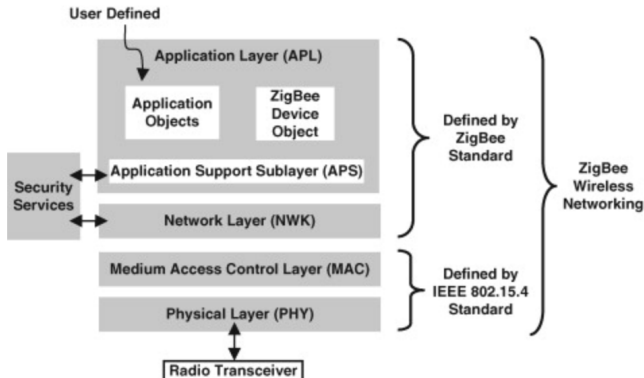 User Defined
Application Layer (APL)
Application
Objects
ZigBee
Device
Object
Application Support Sublayer (APS)
Security
Services
Network Layer (NWK)
Medium Access Control Layer (MAC)
Physical Layer (PHY)
Radio Transceiver
Defined by
ZigBee
Standard
Defined by
IEEE 802.15.4
Standard
ZigBee
Wireless
Networking